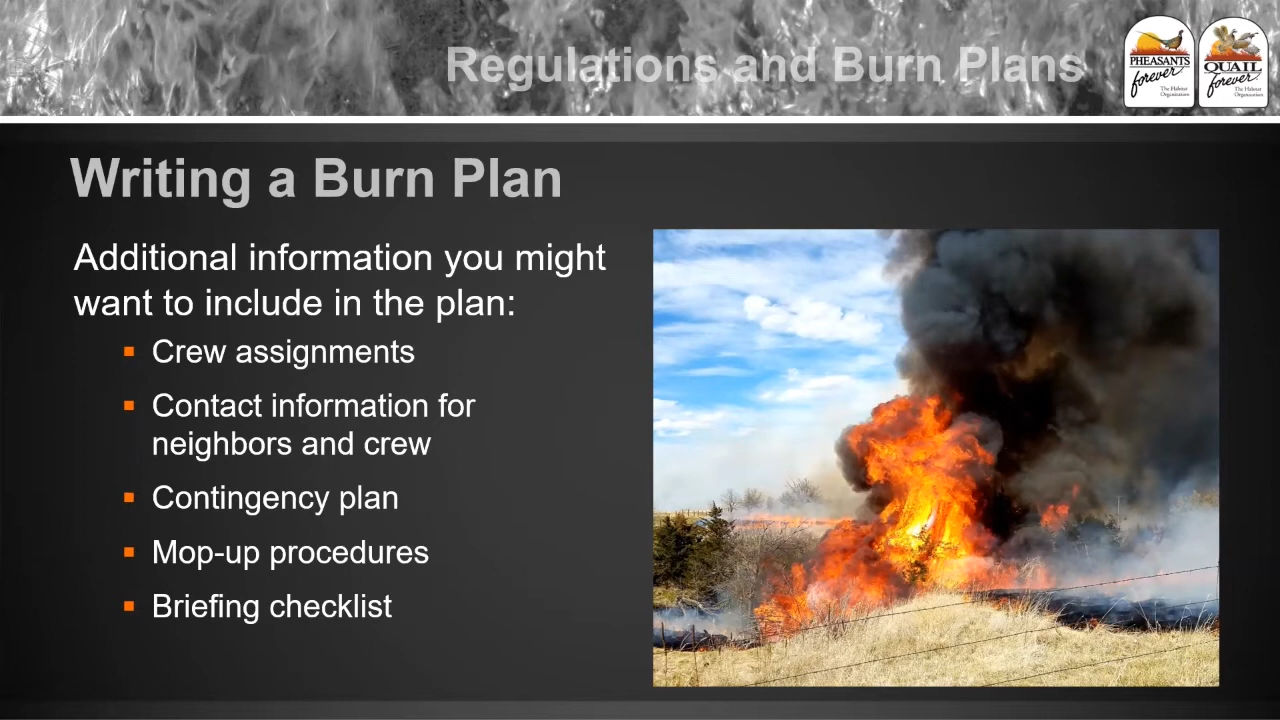 Regulations and Burn Plans
PHEASANTS
forever
The Habitat
Organization
QUAIL
forever
The Habitat
Organization
Writing a Burn Plan
Additional information you might
want to include in the plan:
Crew assignments
Contact information for
neighbors and crew
Contingency plan
Mop-up procedures
Briefing checklist